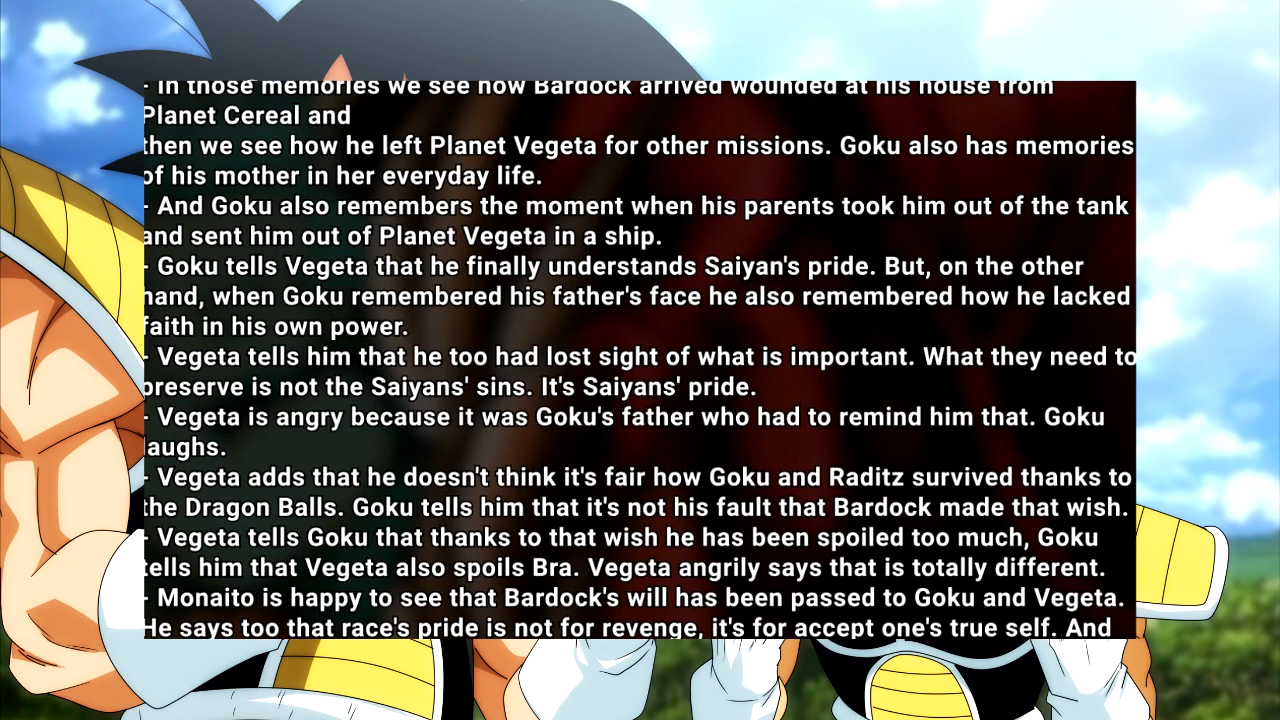 - In those memories we see how Bardock arrived wounded at his house from
Planet Cereal and
then we see how he left Planet Vegeta for other missions. Goku also has memories
of his mother in her everyday life.
- And Goku also remembers the moment when his parents took him out of the tank
and sent him out of Planet Vegeta in a ship.
- Goku tells Vegeta that he finally understands Saiyan's pride. But, on the other
hand, when Goku remembered his father's face he also remembered how he lacked
faith in his own power.
- Vegeta tells him that he too had lost sight of what is important. What they need to
preserve is not the Saiyans' sins. It's Saiyans' pride.
- Vegeta is angry because it was Goku's father who had to remind him that. Goku
laughs.
- Vegeta adds that he doesn't think it's fair how Goku and Raditz survived thanks to
the Dragon Balls. Goku tells him that it's not his fault that Bardock made that wish.
- Vegeta tells Goku that thanks to that wish he has been spoiled too much, Goku
tells him that Vegeta also spoils Bra. Vegeta angrily says that is totally different.
- Monaito is happy to see that Bardock's will has been passed to Goku and Vegeta.
He says too that race's pride is not for revenge, it's for accept one's true self. And